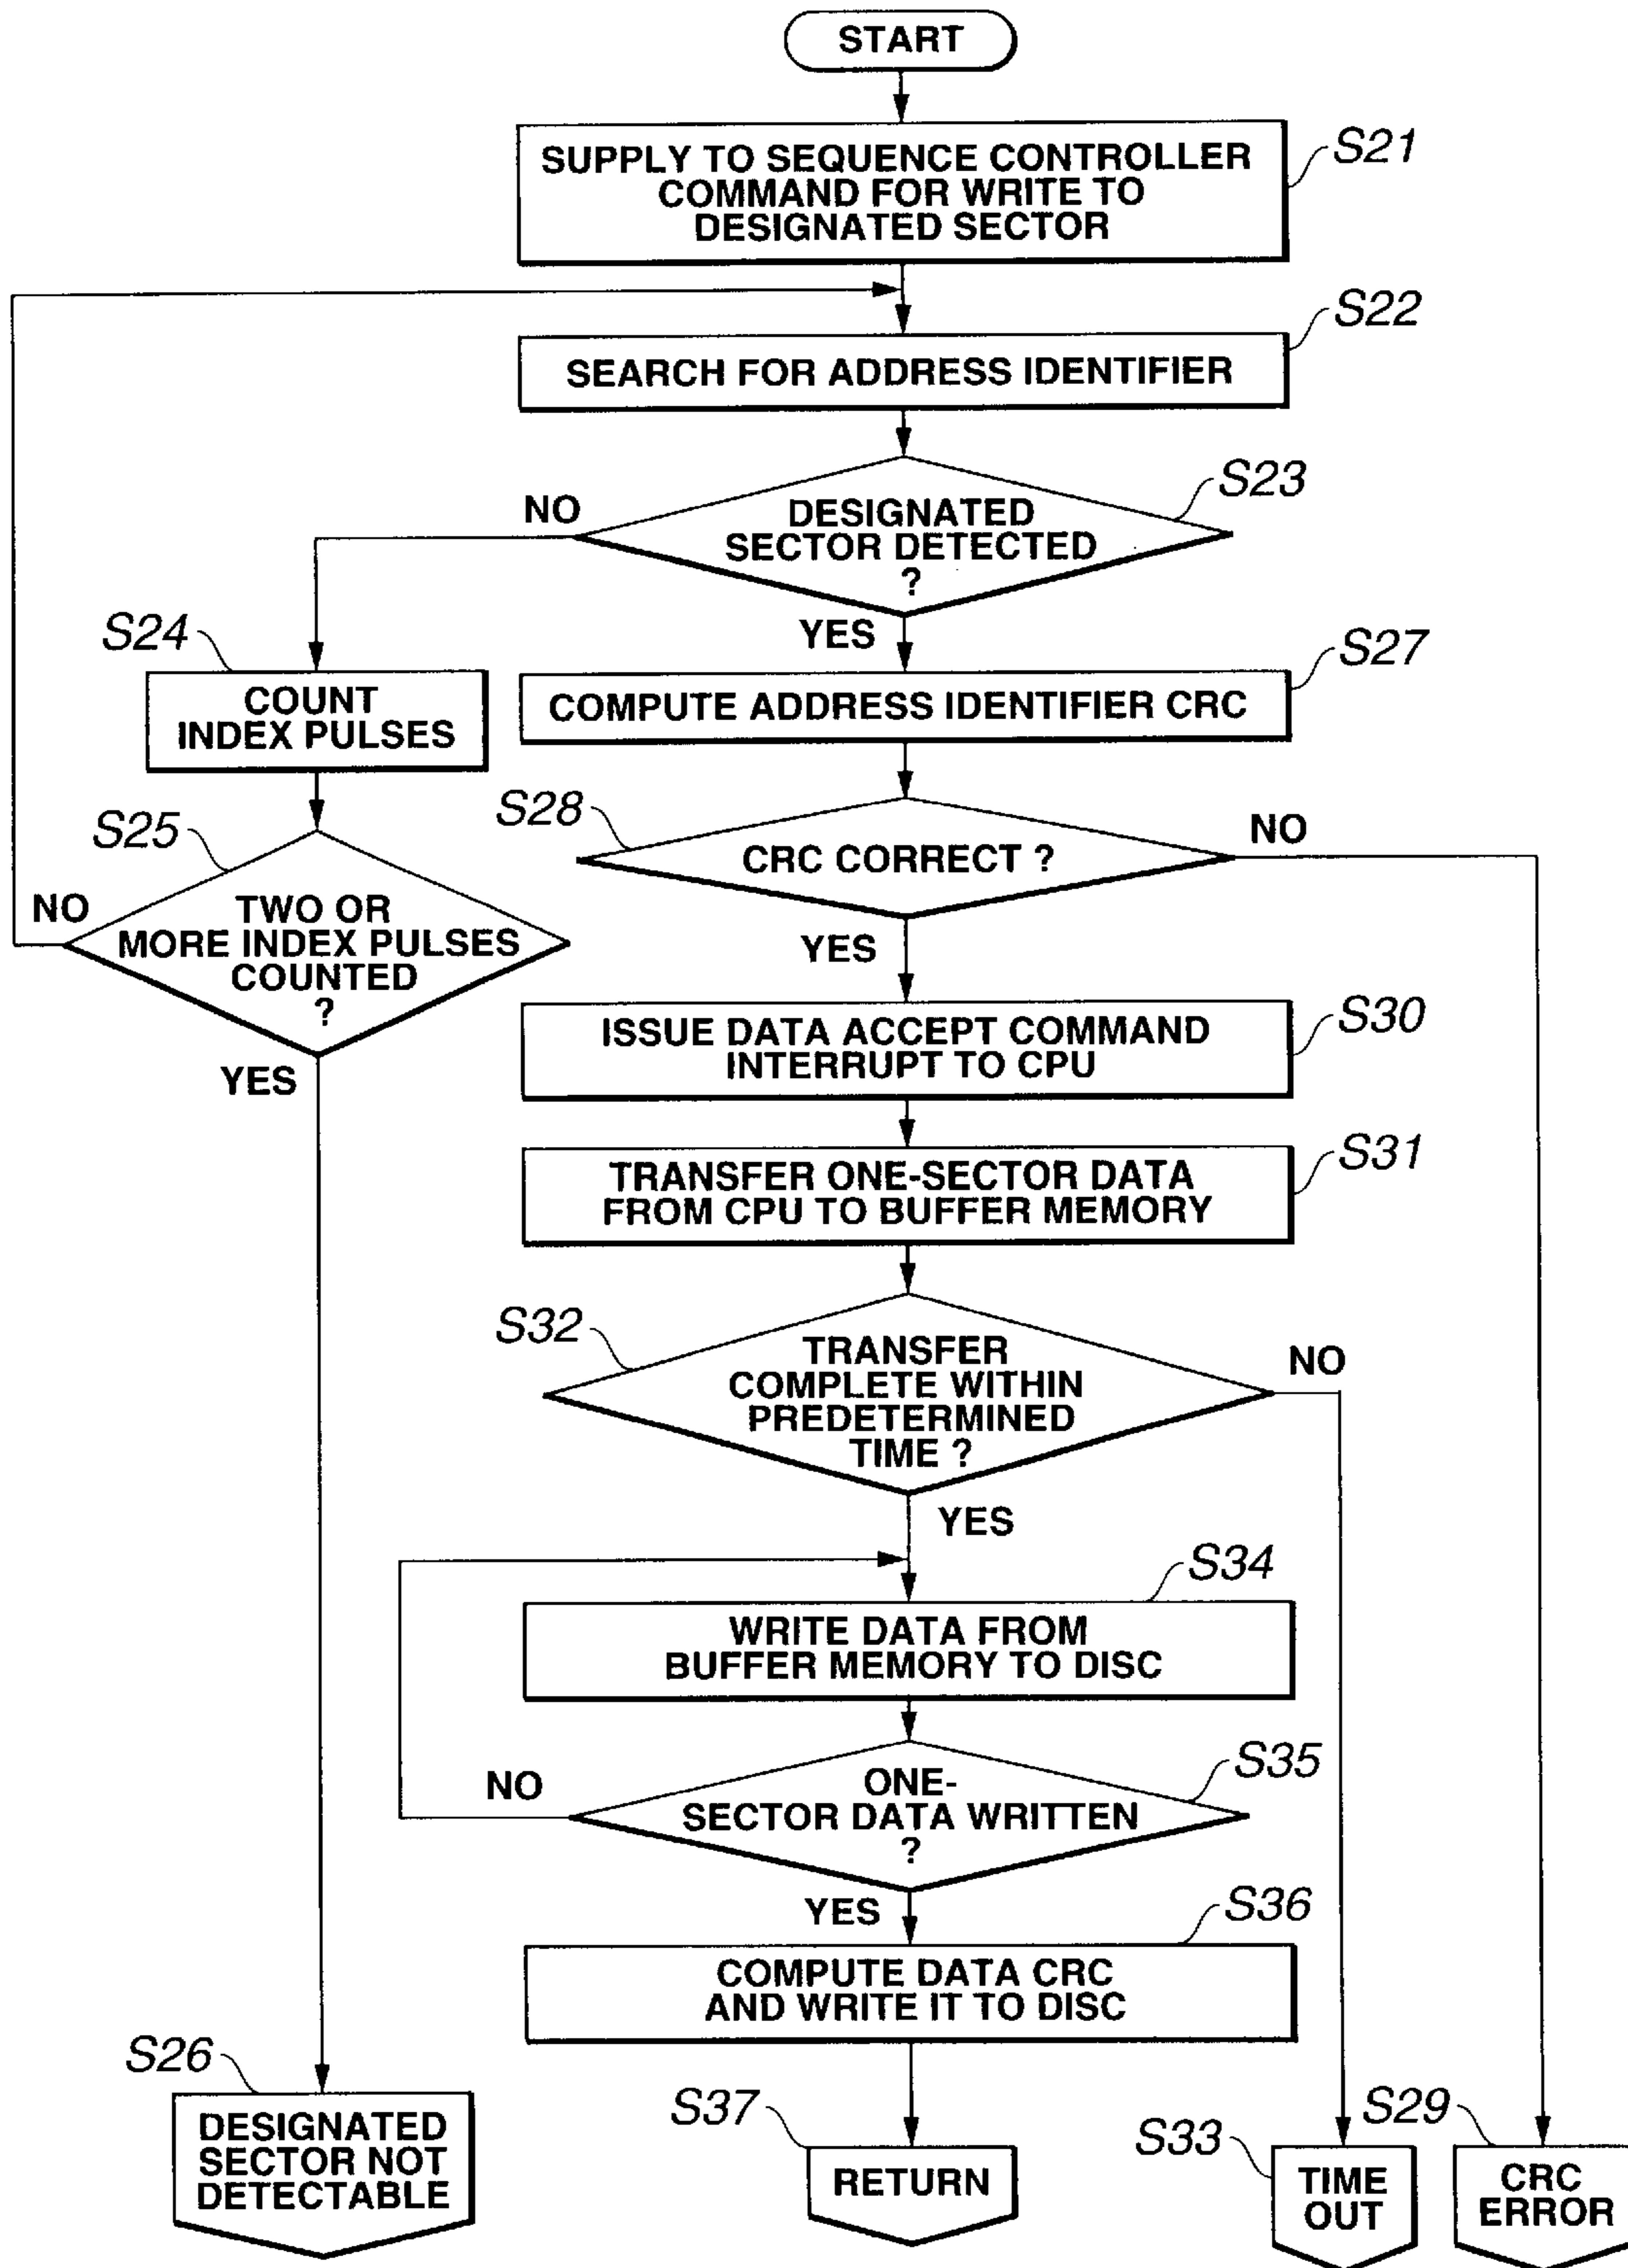 START
SUPPLY TO SEQUENCE CONTROLLER
COMMAND FOR WRITE TO
DESIGNATED SECTOR
S21
S22
SEARCH FOR ADDRESS IDENTIFIER
S23
NO
DESIGNATED
SECTOR DETECTED
?
YES
S24
COUNT
INDEX PULSES
S27
COMPUTE ADDRESS IDENTIFIER CRC
S25
NO
TWO OR
MORE INDEX PULSES
COUNTED
?
YES
S28
CRC CORRECT ?
NO
YES
ISSUE DATA ACCEPT COMMAND
INTERRUPT TO CPU
S30
TRANSFER ONE-SECTOR DATA
FROM CPU TO BUFFER MEMORY
S31
S32
TRANSFER
COMPLETE WITHIN
PREDETERMINED
TIME ?
NO
YES
S34
WRITE DATA FROM
BUFFER MEMORY TO DISC
S35
NO
ONE-
SECTOR DATA WRITTEN
?
YES
S36
COMPUTE DATA CRC
AND WRITE IT TO DISC
S26
DESIGNATED
SECTOR NOT
DETECTABLE
S37
RETURN
S33
TIME
OUT
S29
CRC
ERROR